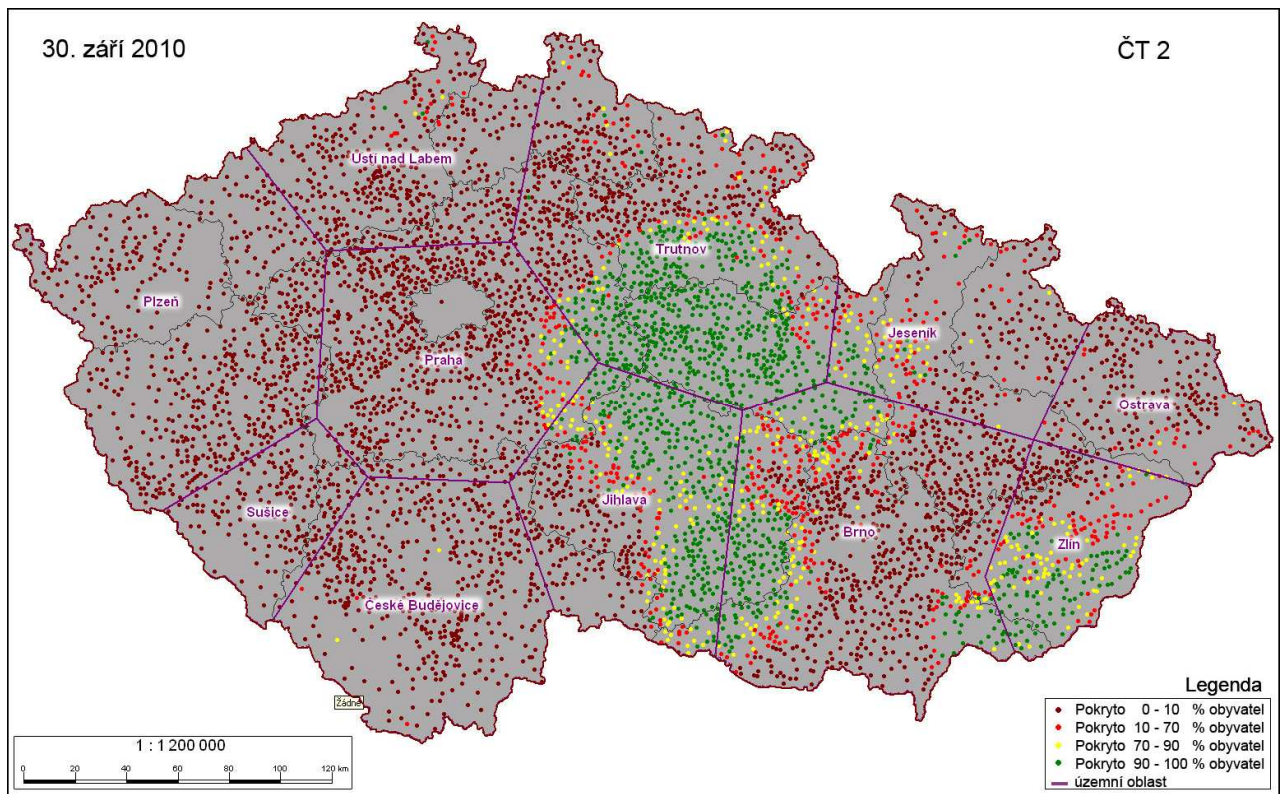 30. září 2010
ČT 2
Ústí nad Labem
Trutnov
Plzeň
Jeseník
Praha
Ostrava
Sušice
Jihlava
Brno
Zlín
České Budějovice
Žádné
Legenda
Pokryto 0 - 10 % obyvatel
Pokryto 10 - 70 % obyvatel
Pokryto 70 - 90 % obyvatel
Pokryto 90 - 100 % obyvatel
územní oblast
1 : 1 200 000
0 20 40 60 80 100 120 km